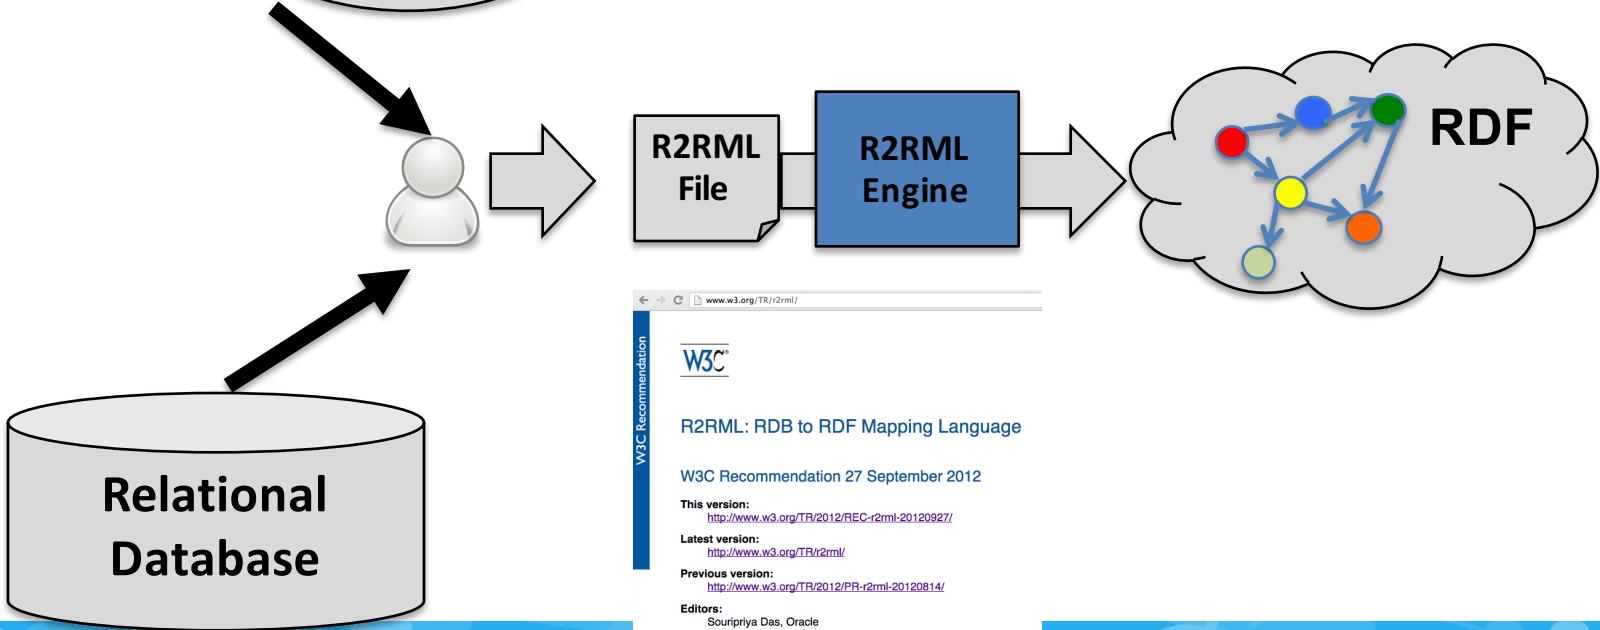 R2RML
File
R2RML
Engine
RDF
Relational
Database
www.w3.org/TR/r2rml/
W3C Recommendation
W3C®
R2RML: RDB to RDF Mapping Language
W3C Recommendation 27 September 2012
This version:
http://www.w3.org/TR/2012/REC-r2rml-20120927/
Latest version:
http://www.w3.org/TR/r2rml/
Previous version:
http://www.w3.org/TR/2012/PR-r2rml-20120814/
Editors:
Souripriya Das, Oracle